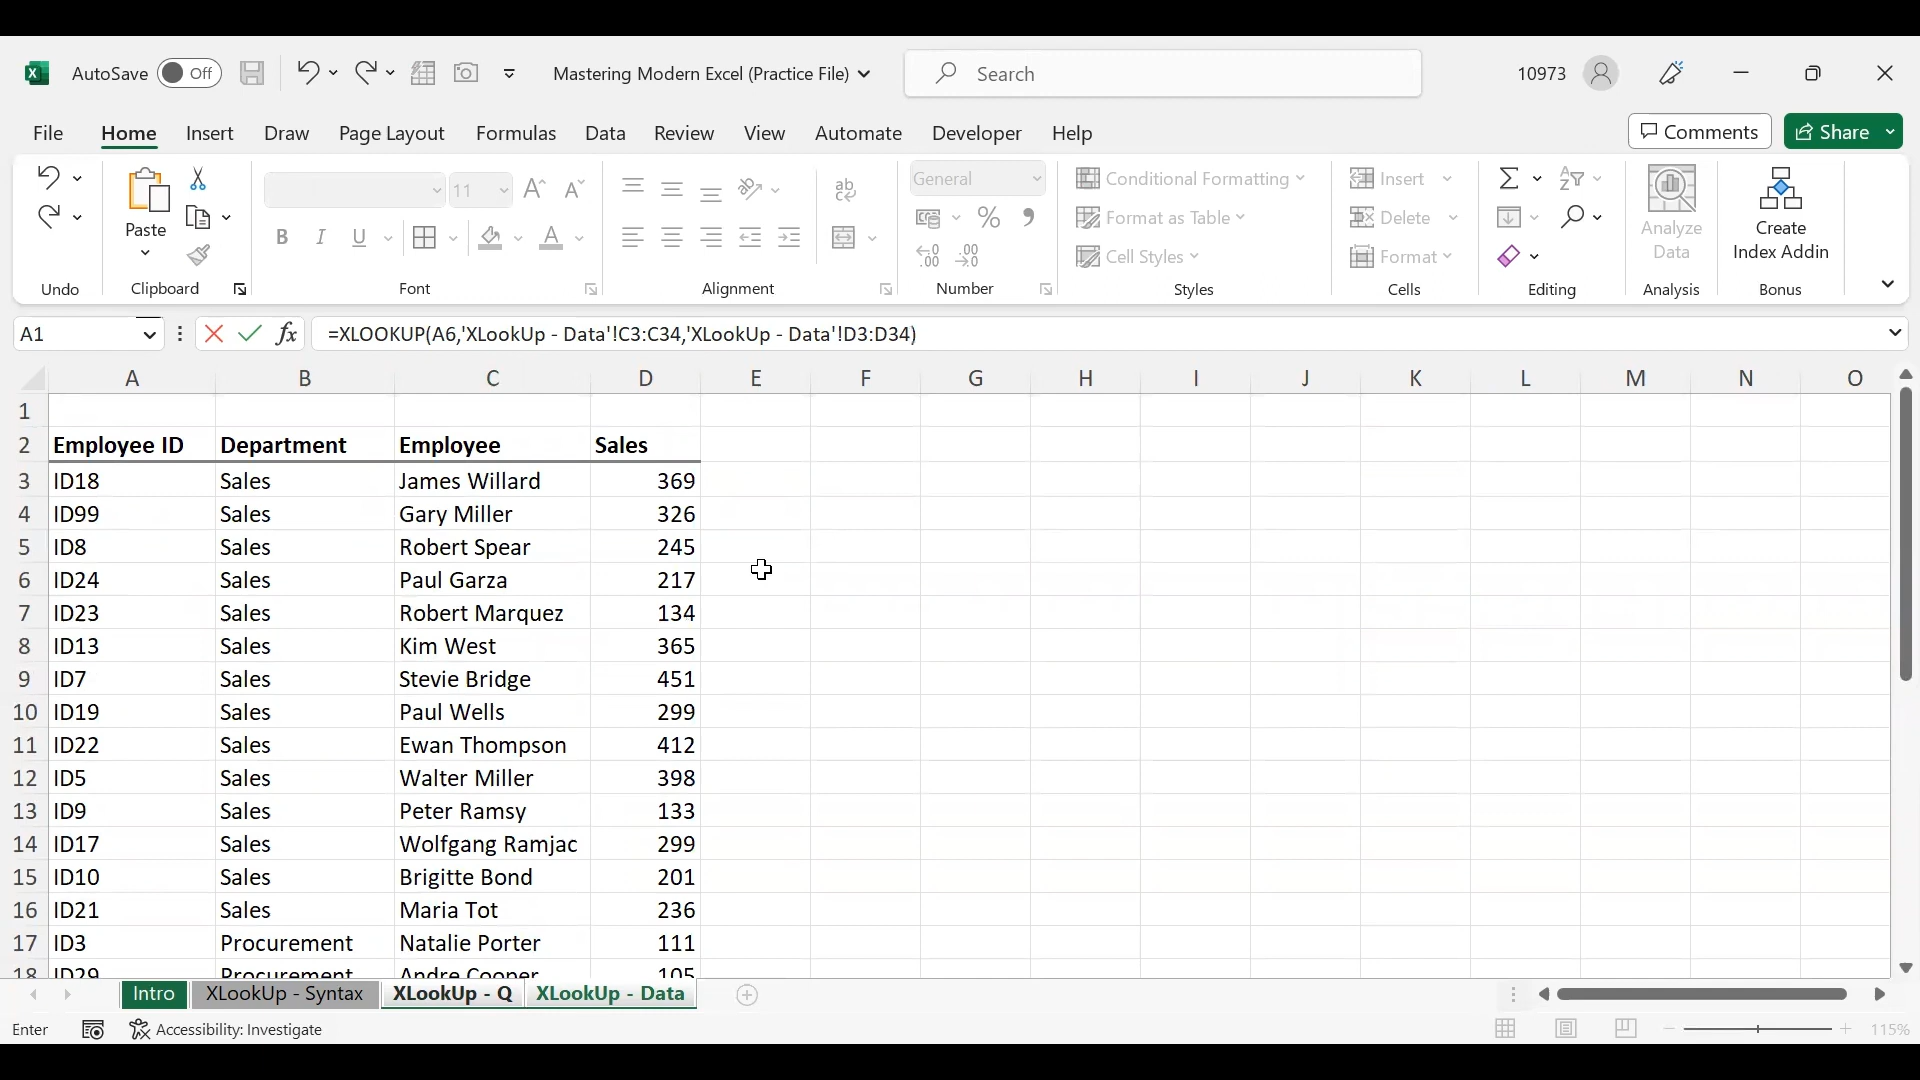 AutoSave Off Mastering Modern Excel (Practice File) Search 10973
File Home Insert Draw Page Layout Formulas Data Review View Automate Developer Help Comments Share
Paste 11 General Conditional Formatting Insert Analyze Data Create Index Addin
Format as Table Delete
Cell Styles Format
Undo Clipboard Font Alignment Number Styles Cells Editing Analysis Bonus
A1 =XLOOKUP(A6,'XLookUp - Data'!C3:C34,'XLookUp - Data'!D3:D34)
A B C D E F G H I J K L M N O
1
2 Employee ID Department Employee Sales
3 ID18 Sales James Willard 369
4 ID99 Sales Gary Miller 326
5 ID8 Sales Robert Spear 245
6 ID24 Sales Paul Garza 217
7 ID23 Sales Robert Marquez 134
8 ID13 Sales Kim West 365
9 ID7 Sales Stevie Bridge 451
10 ID19 Sales Paul Wells 299
11 ID22 Sales Ewan Thompson 412
12 ID5 Sales Walter Miller 398
13 ID9 Sales Peter Ramsy 133
14 ID17 Sales Wolfgang Ramjac 299
15 ID10 Sales Brigitte Bond 201
16 ID21 Sales Maria Tot 236
17 ID3 Procurement Natalie Porter 111
18 ID29 Procurement Andre Cooper 105
Intro XLookUp - Syntax XLookUp - Q XLookUp - Data
Enter Accessibility: Investigate 115%